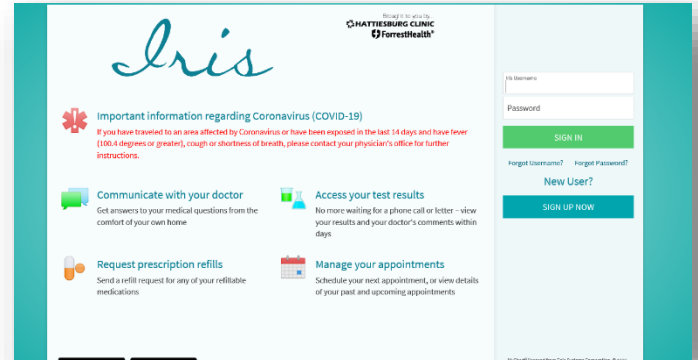 Iris
Brought to you by...
HATTIESBURG CLINIC
ForrestHealth®
Important information regarding Coronavirus (COVID-19)
If you have traveled to an area affected by Coronavirus or have been exposed in the last 14 days and have fever
(100.4 degrees or greater), cough or shortness of breath, please contact your physician's office for further
instructions.
Communicate with your doctor
Get answers to your medical questions from the
comfort of your own home
Access your test results
No more waiting for a phone call or letter – view
your results and your doctor's comments within
days
Request prescription refills
Send a refill request for any of your refillable
medications
Manage your appointments
Schedule your next appointment, or view details
of your past and upcoming appointments
Username
Password
SIGN IN
Forgot Username? Forgot Password?
New User?
SIGN UP NOW